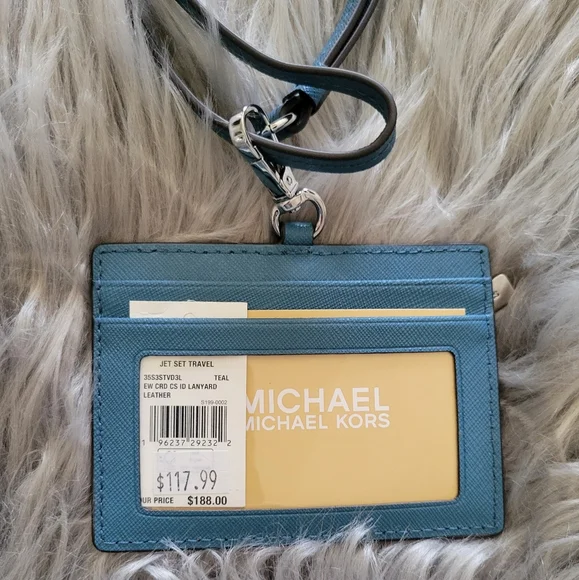 JET SET TRAVEL
35S3STVD3L TEAL
EW CRD CS ID LANYARD
LEATHER
S199-0002
1 96237 29232 2
$117.99
OUR PRICE $188.00
MICHAEL
MICHAEL KORS